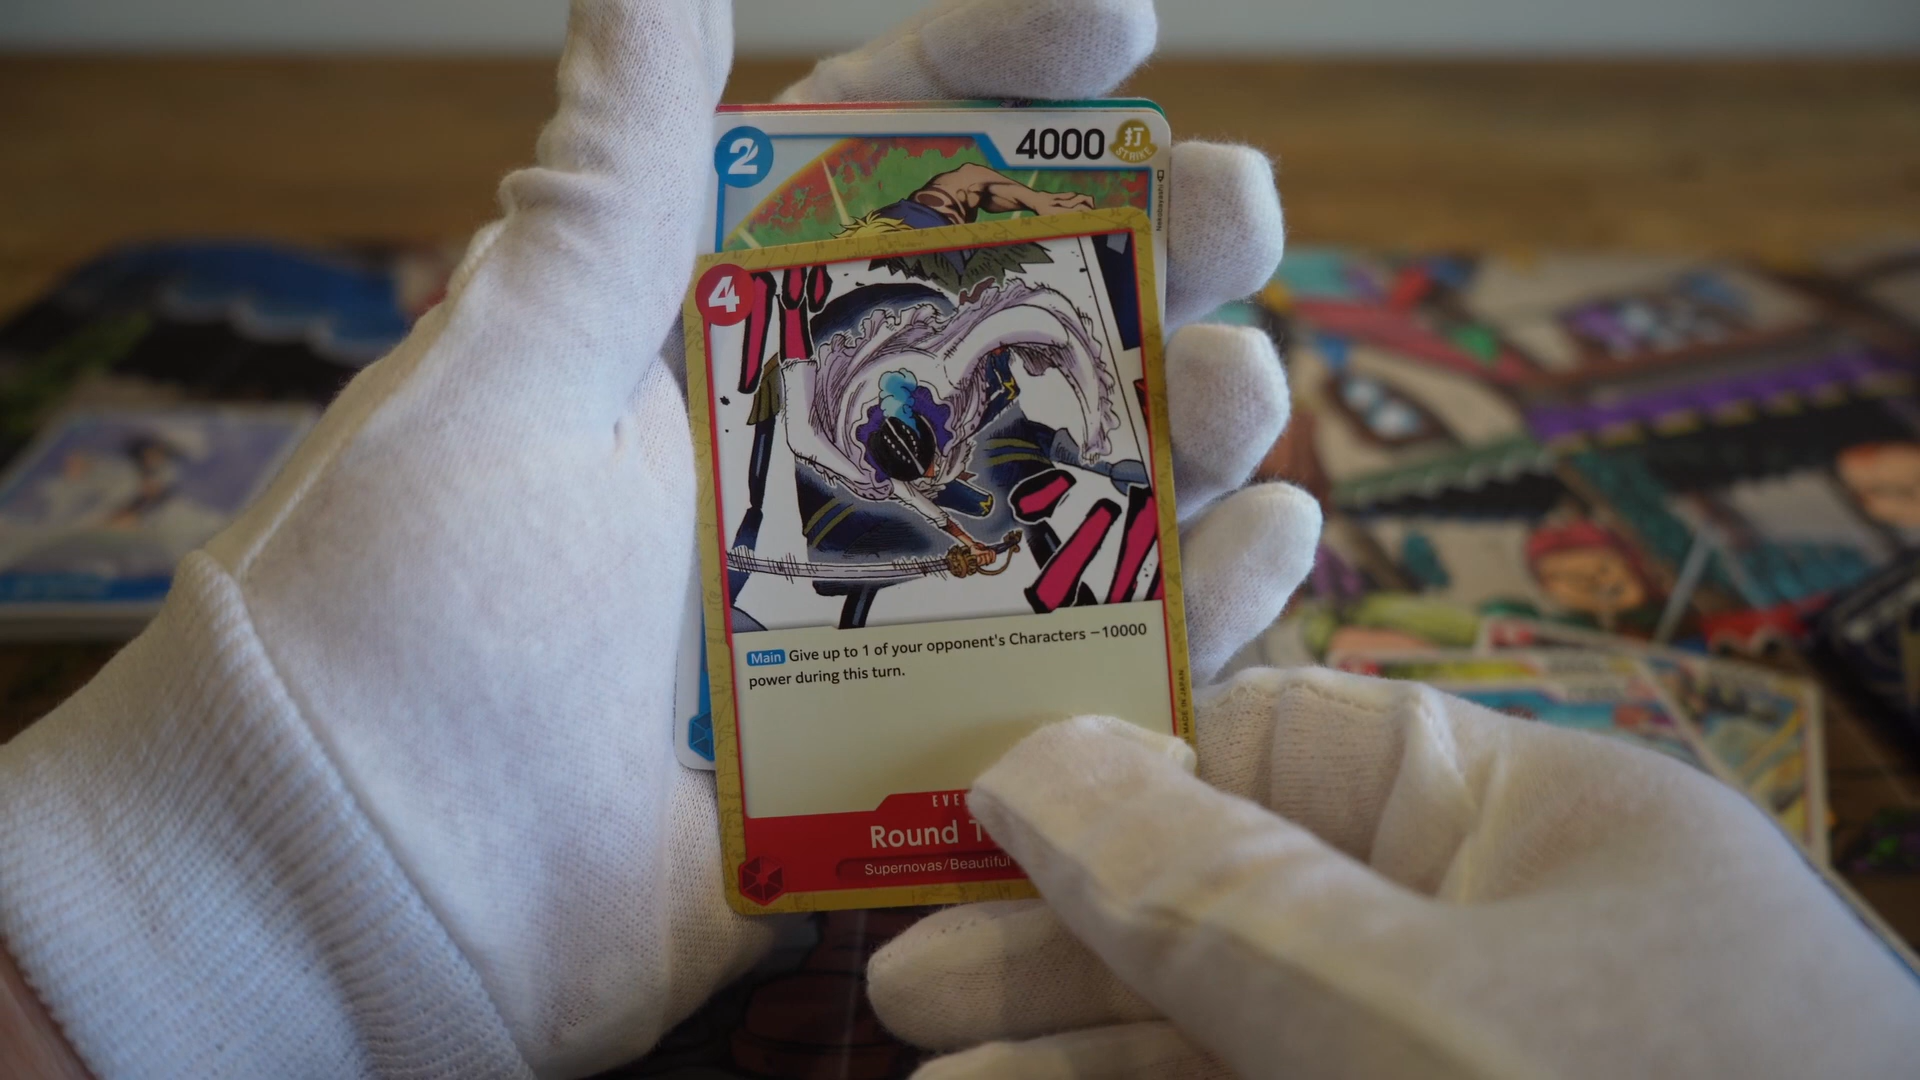 2
4000
打
STRIKE
Nakahayashi
4
Main Give up to 1 of your opponent's Characters −10000
power during this turn.
MADE IN JAPAN
EVE
Round T
Supernovas/Beautiful